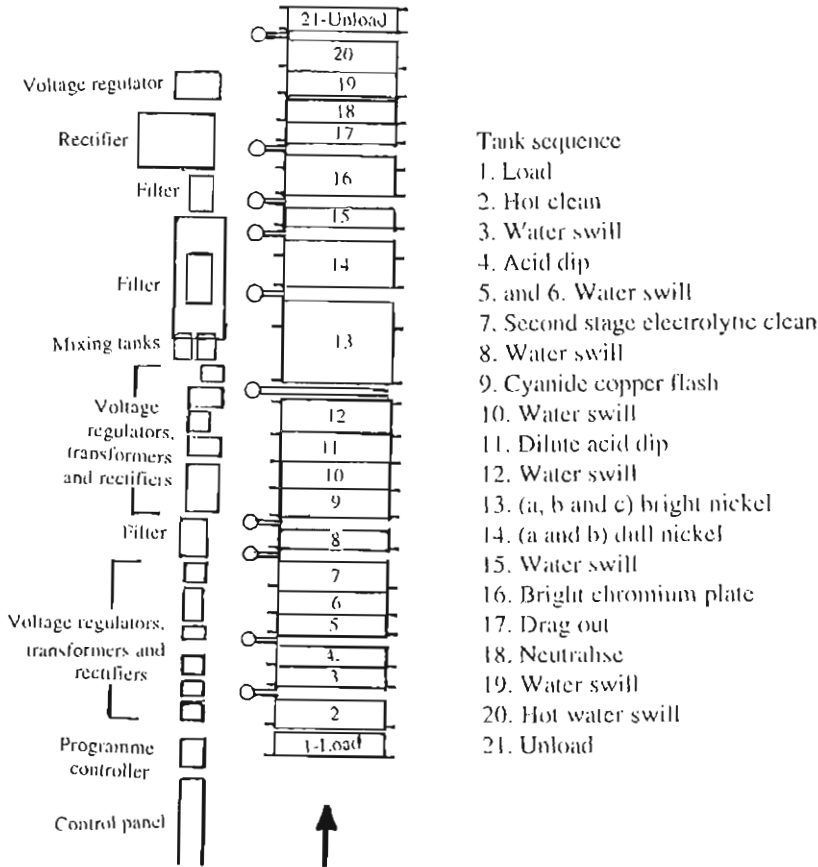 Voltage regulator
Rectifier
Filter
Filter
Mixing tanks
Voltage
regulators,
transformers
and rectifiers
Filter
Voltage regulators,
transformers and
rectifiers
Programme
controller
Control panel
21-Unload
20
19
18
17
16
15
14
13
12
11
10
9
8
7
6
5
4.
3
2
1-Load
Tank sequence
1. Load
2. Hot clean
3. Water swill
4. Acid dip
5. and 6. Water swill
7. Second stage electrolytic clean
8. Water swill
9. Cyanide copper flash
10. Water swill
11. Dilute acid dip
12. Water swill
13. (a, b and c) bright nickel
14. (a and b) dull nickel
15. Water swill
16. Bright chromium plate
17. Drag out
18. Neutralise
19. Water swill
20. Hot water swill
21. Unload